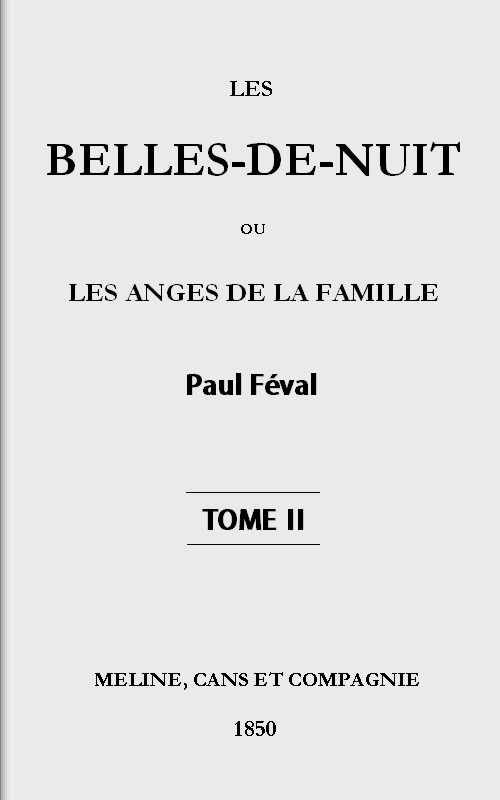 LES
BELLES-DE-NUIT
OU
LES ANGES DE LA FAMILLE
Paul Féval
TOME II
MELINE, CANS ET COMPAGNIE
1850